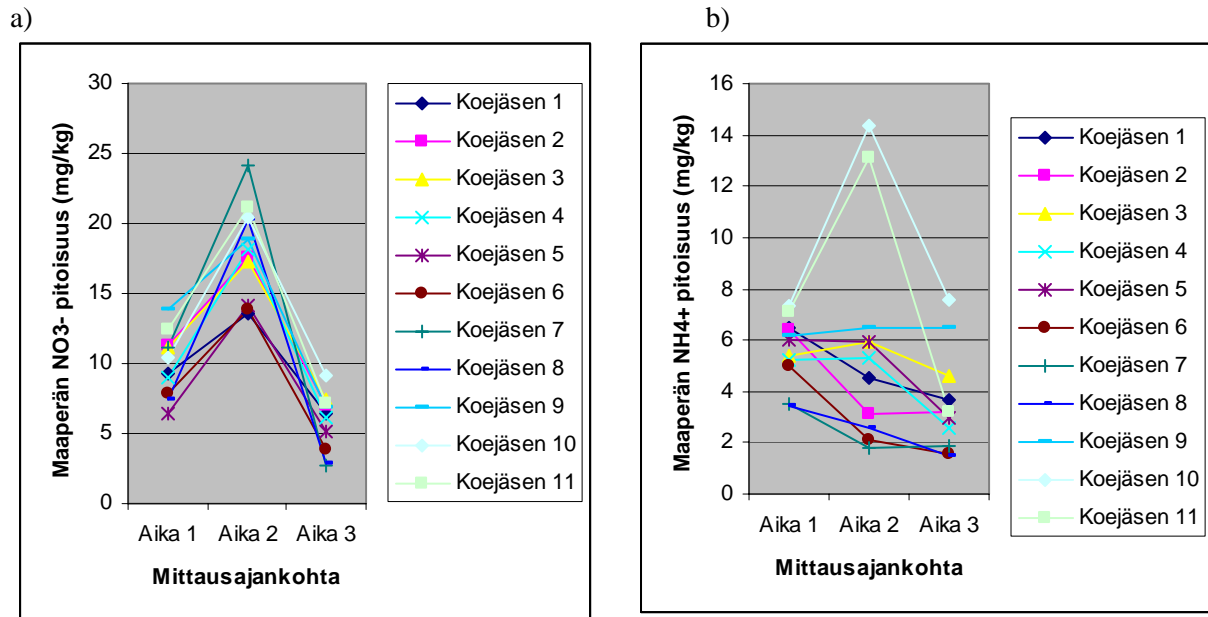 a)
Maaperän NO3- pitoisuus (mg/kg)
30
25
20
15
10
5
0
Aika 1 Aika 2 Aika 3
Mittausajankohta
Koejäsen 1
Koejäsen 2
Koejäsen 3
Koejäsen 4
Koejäsen 5
Koejäsen 6
Koejäsen 7
Koejäsen 8
Koejäsen 9
Koejäsen 10
Koejäsen 11
b)
Maaperän NH4+ pitoisuus (mg/kg)
16
14
12
10
8
6
4
2
0
Aika 1 Aika 2 Aika 3
Mittausajankohta
Koejäsen 1
Koejäsen 2
Koejäsen 3
Koejäsen 4
Koejäsen 5
Koejäsen 6
Koejäsen 7
Koejäsen 8
Koejäsen 9
Koejäsen 10
Koejäsen 11